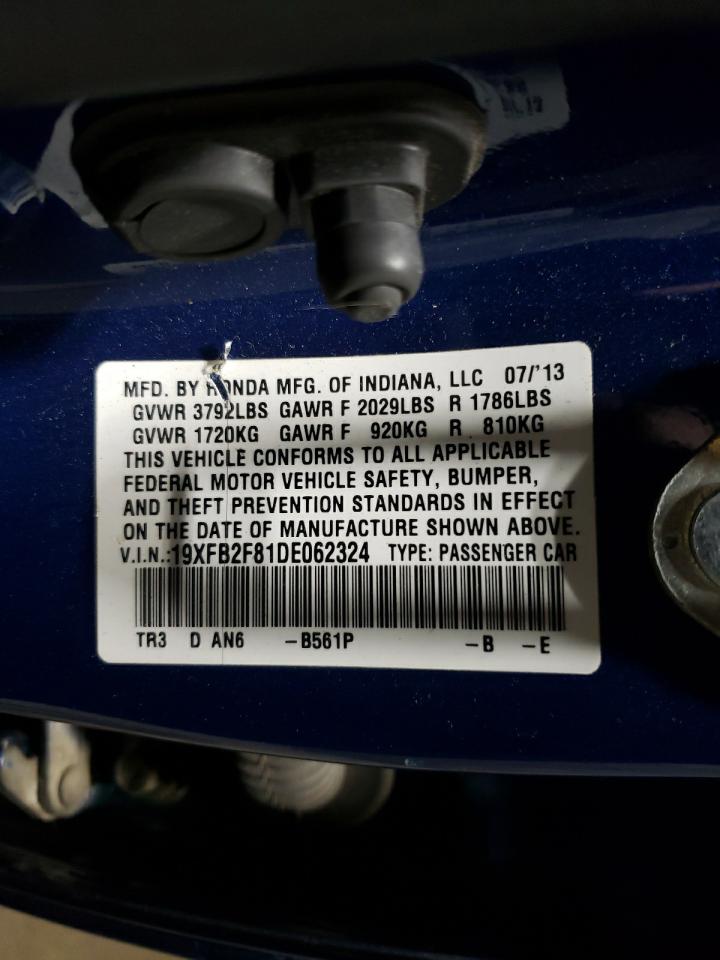 MFD. BY HONDA MFG. OF INDIANA, LLC 07/'13
GVWR 3792LBS GAWR F 2029LBS R 1786LBS
GVWR 1720KG GAWR F 920KG R 810KG
THIS VEHICLE CONFORMS TO ALL APPLICABLE
FEDERAL MOTOR VEHICLE SAFETY, BUMPER,
AND THEFT PREVENTION STANDARDS IN EFFECT
ON THE DATE OF MANUFACTURE SHOWN ABOVE.
V.I.N.:19XFB2F81DE062324 TYPE: PASSENGER CAR
TR3 D AN6 -B561P -B -E